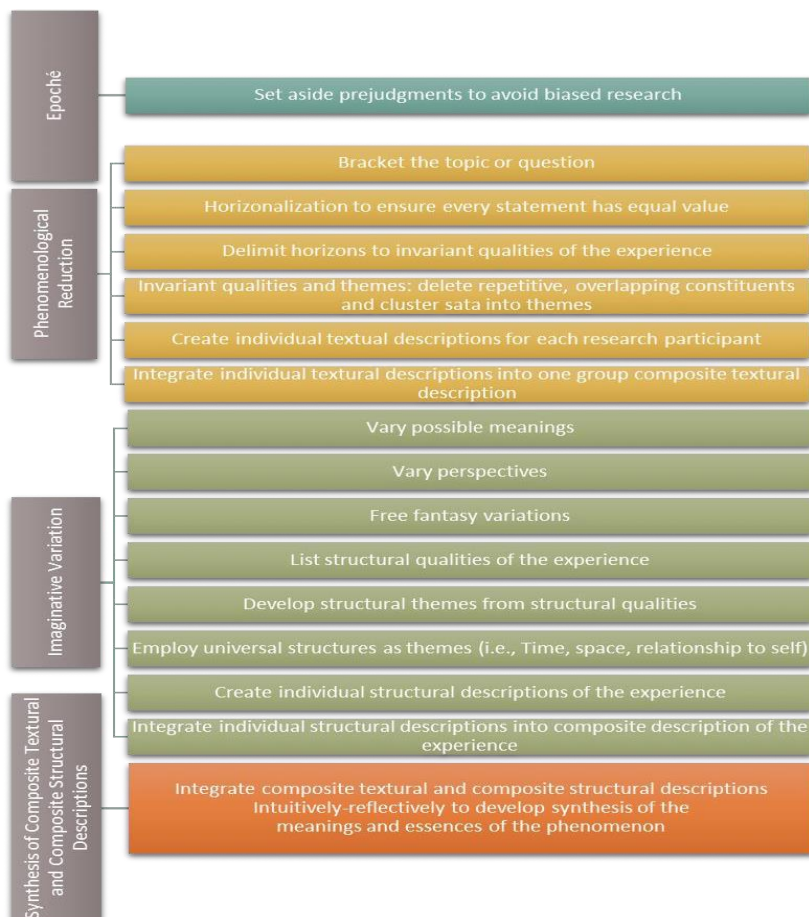 Epoché
Set aside prejudgments to avoid biased research
Phenomenological
Reduction
Bracket the topic or question
Horizonalization to ensure every statement has equal value
Delimit horizons to invariant qualities of the experience
Invariant qualities and themes: delete repetitive, overlapping constituents
and cluster sata into themes
Create individual textual descriptions for each research participant
Integrate individual textural descriptions into one group composite textural
description
Imaginative Variation
Vary possible meanings
Vary perspectives
Free fantasy variations
List structural qualities of the experience
Develop structural themes from structural qualities
Employ universal structures as themes (i.e., Time, space, relationship to self)
Create individual structural descriptions of the experience
Integrate individual structural descriptions into composite description of the
experience
Synthesis of Composite Textural
and Composite Structural
Descriptions
Integrate composite textural and composite structural descriptions
Intuitively-reflectively to develop synthesis of the
meanings and essences of the phenomenon